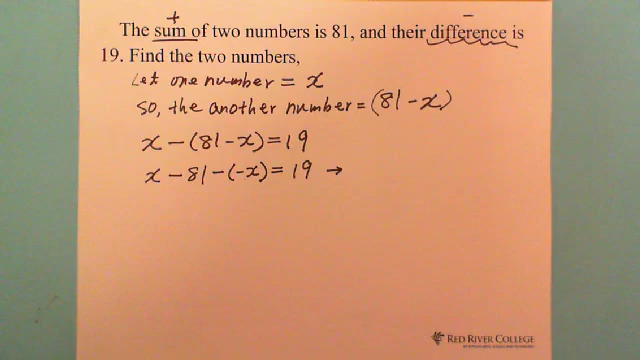 + −
The sum of two numbers is 81, and their difference is
19. Find the two numbers,
Let one number = x
So, the another number = (81 - x)
x - (81 - x) = 19
x - 81 - (-x) = 19 →
RED RIVER COLLEGE